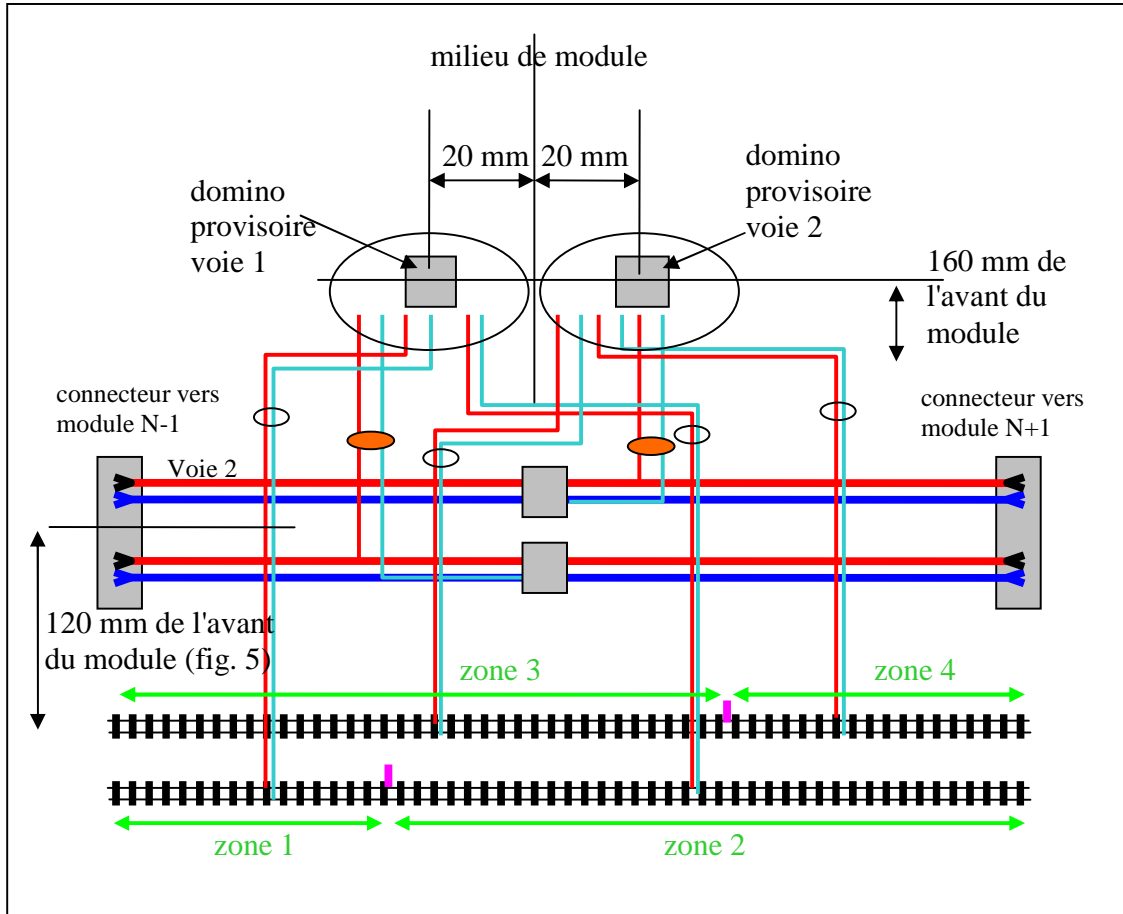 milieu de module
20 mm
20 mm
domino
provisoire
voie 1
domino
provisoire
voie 2
160 mm de
l'avant du
module
connecteur vers
module N-1
connecteur vers
module N+1
Voie 2
120 mm de l'avant
du module (fig. 5)
zone 3
zone 4
zone 1
zone 2